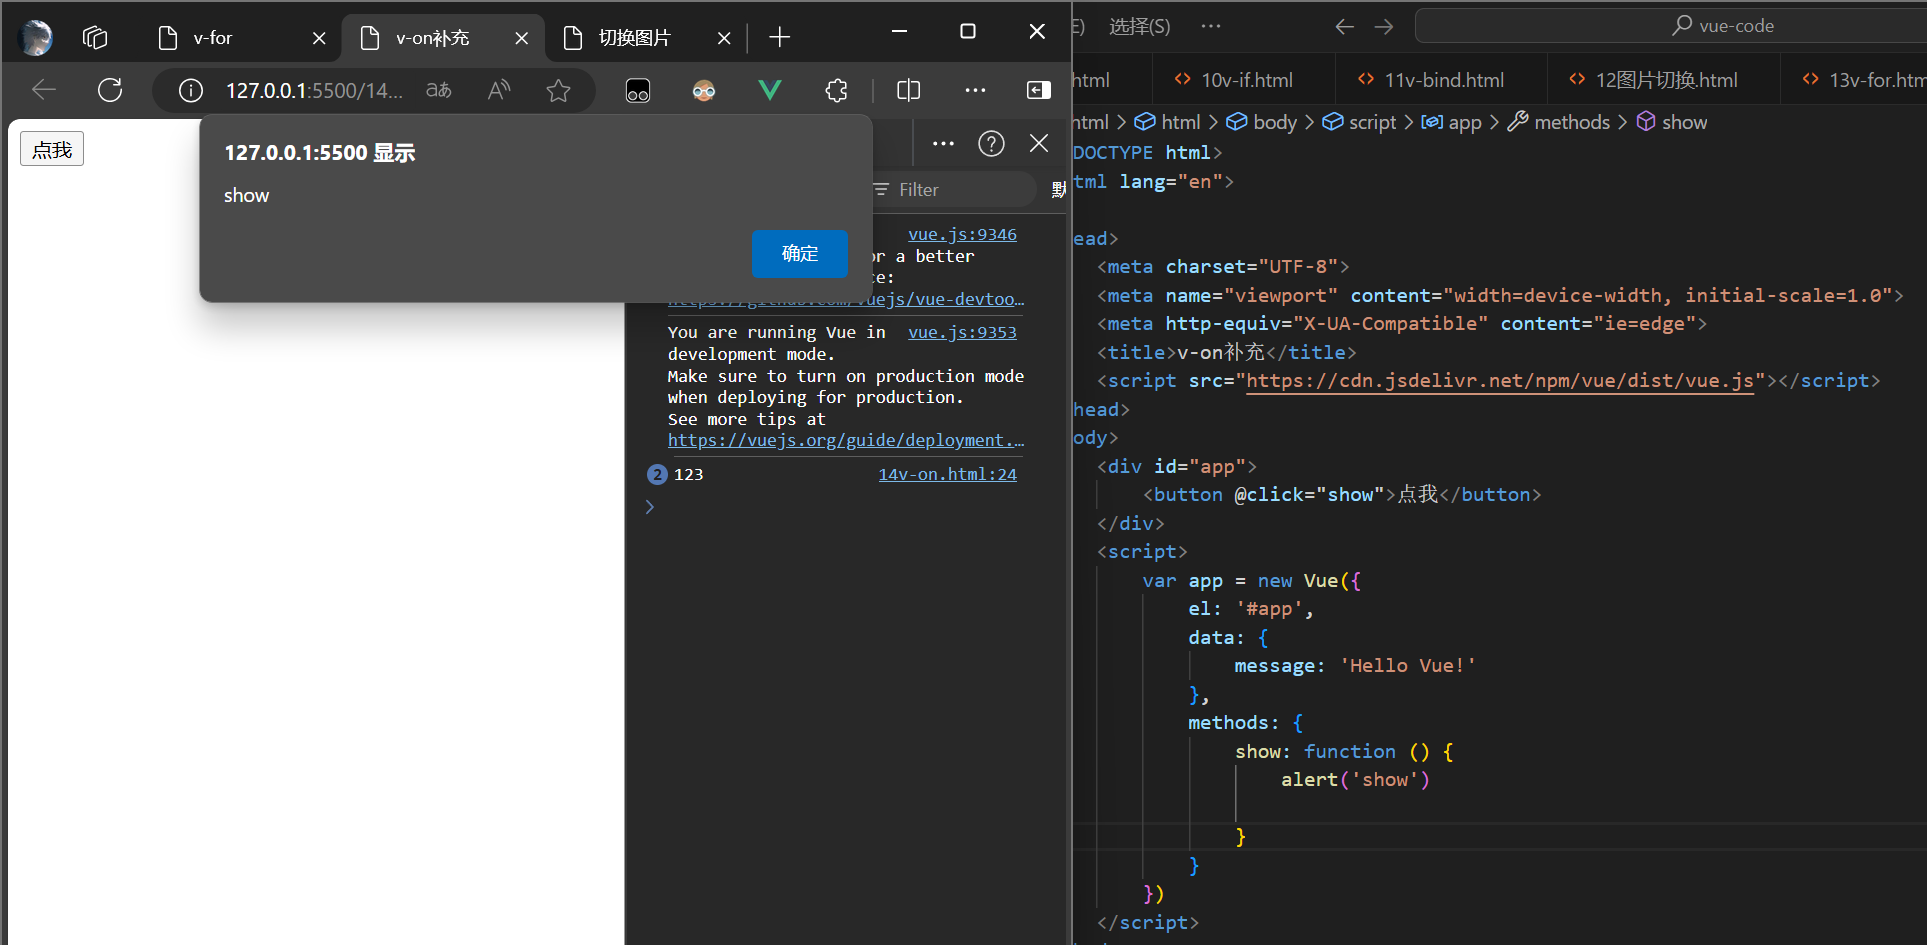 v-for
v-on补充
切换图片
127.0.0.1:5500/14...
点我
127.0.0.1:5500 显示
show
确定
Filter
默
vue.js:9346
or a better
ce:
https://github.com/vuejs/vue-devtoo…
You are running Vue in
vue.js:9353
development mode.
Make sure to turn on production mode
when deploying for production.
See more tips at
https://vuejs.org/guide/deployment.…
2 123
14v-on.html:24
E) 选择(S) ···
vue-code
html
10v-if.html
11v-bind.html
12图片切换.html
13v-for.htm
html > html > body > script > app > methods > show
DOCTYPE html>
tml lang="en">
ead>
<meta charset="UTF-8">
<meta name="viewport" content="width=device-width, initial-scale=1.0">
<meta http-equiv="X-UA-Compatible" content="ie=edge">
<title>v-on补充</title>
<script src="https://cdn.jsdelivr.net/npm/vue/dist/vue.js"></script>
head>
ody>
<div id="app">
<button @click="show">点我</button>
</div>
<script>
var app = new Vue({
el: '#app',
data: {
message: 'Hello Vue!'
},
methods: {
show: function () {
alert('show')
}
}
})
</script>